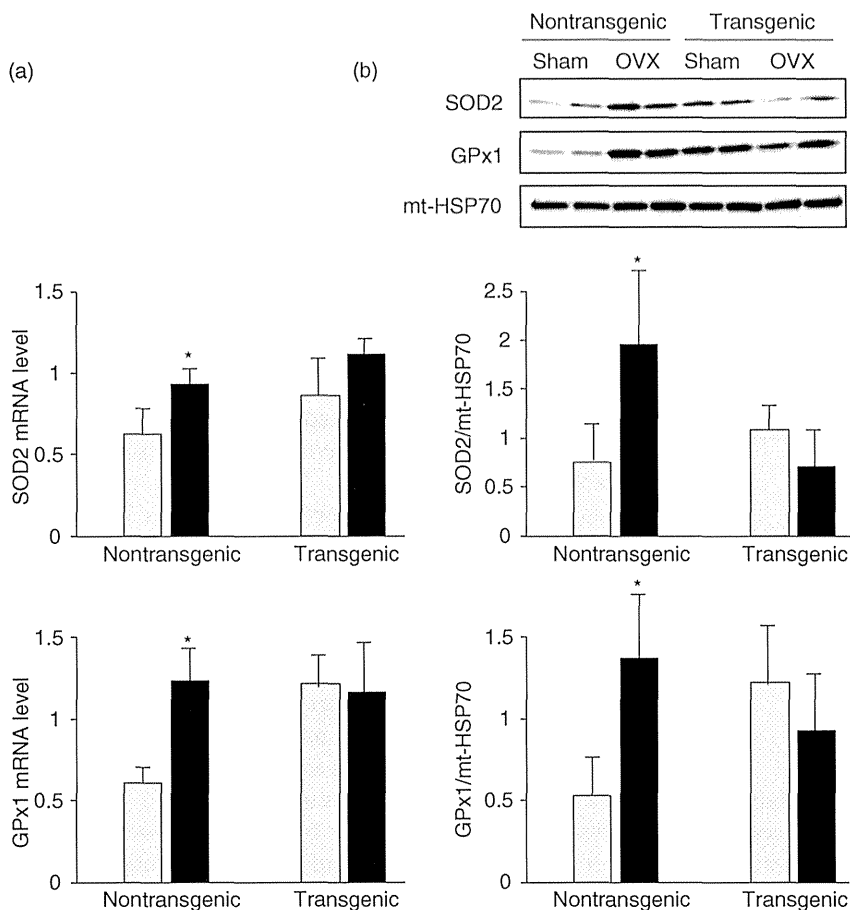 (a)
(b)
Nontransgenic Transgenic
Sham OVX Sham OVX
SOD2
GPx1
mt-HSP70
SOD2 mRNA level
1.5
1
0.5
0
*
Nontransgenic Transgenic
SOD2/mt-HSP70
2.5
2
1.5
1
0.5
0
*
Nontransgenic Transgenic
GPx1 mRNA level
1.5
1
0.5
0
*
Nontransgenic Transgenic
GPx1/mt-HSP70
1.5
1
0.5
0
*
Nontransgenic Transgenic